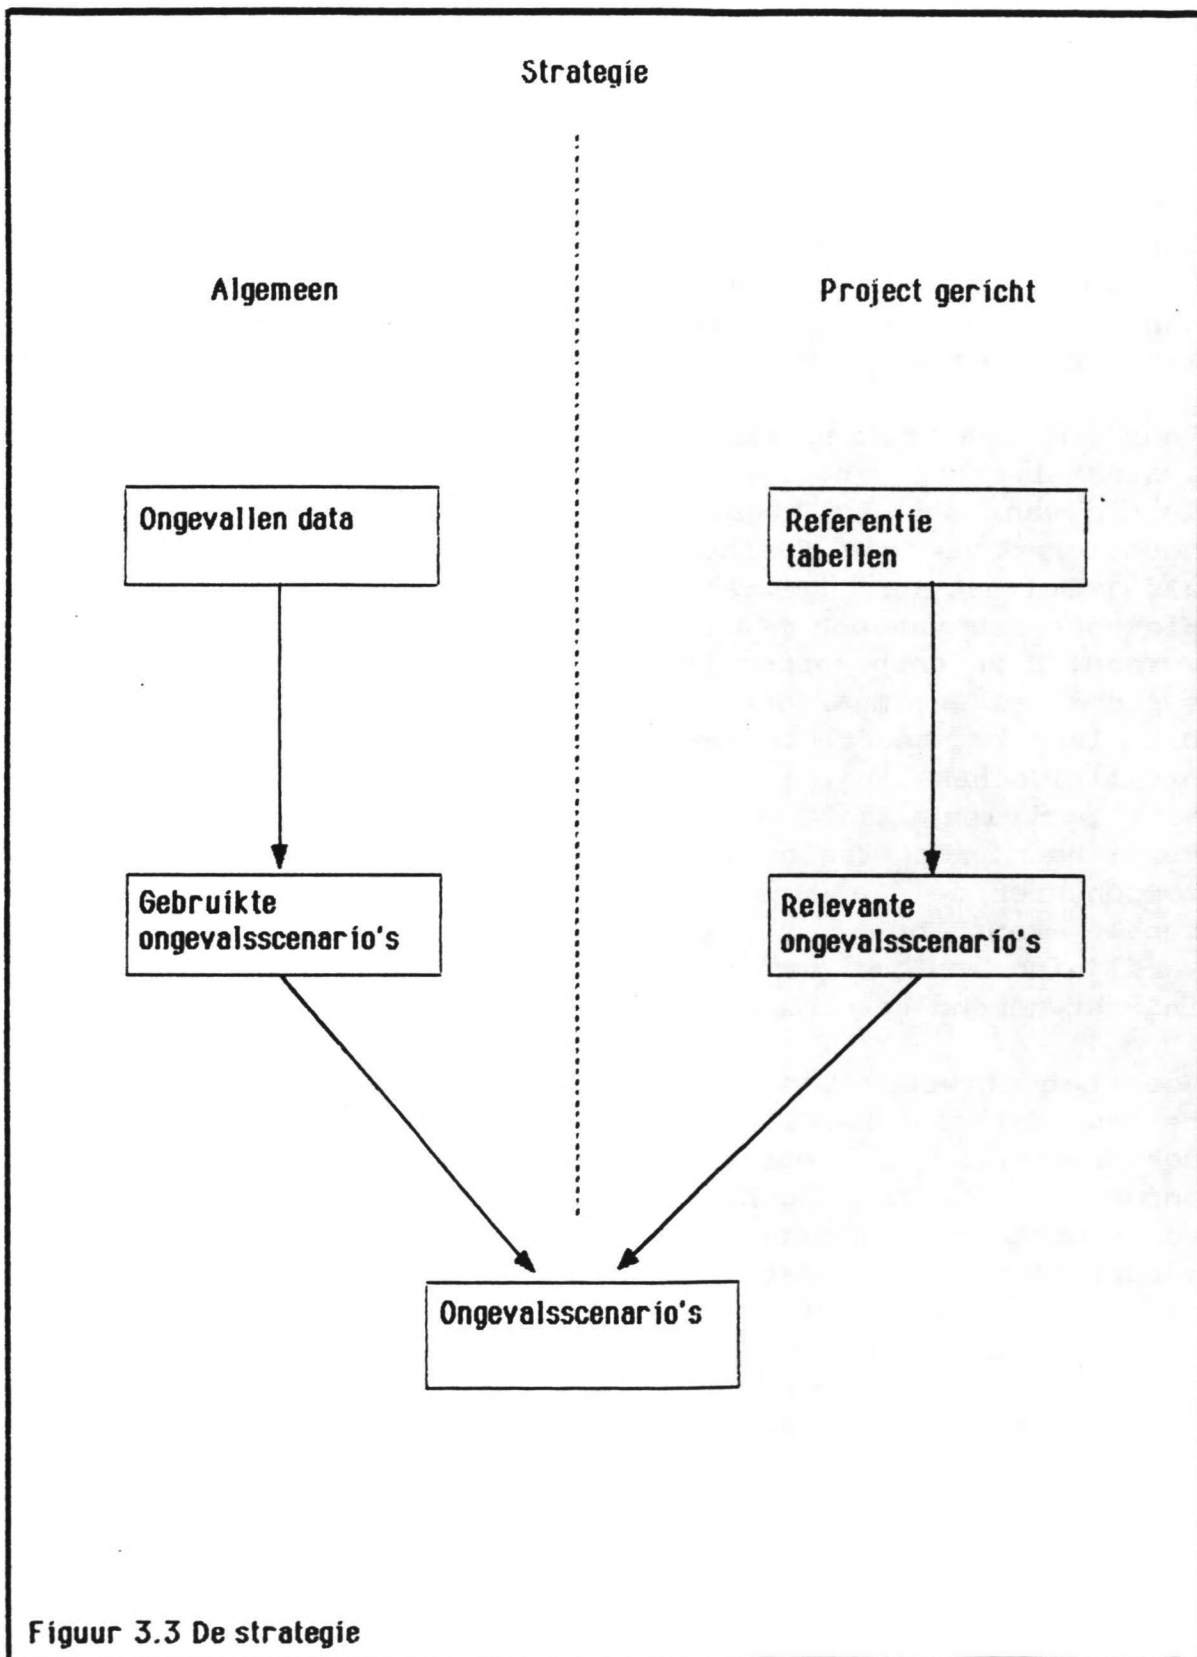 Strategie
Algemeen
Project gericht
Ongevallen data
Referentie
tabellen
Gebruikte
ongevalsscenario's
Relevante
ongevalsscenario's
Ongevalsscenario's
Figuur 3.3 De strategie